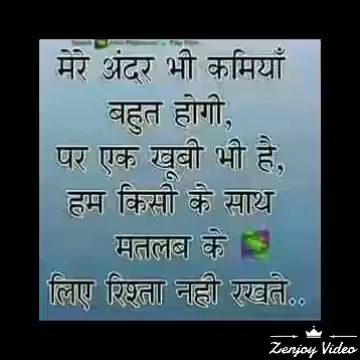 मेरे अंदर भी कमियाँ
बहुत होगी,
पर एक खूबी भी है,
हम किसी के साथ
मतलब के
लिए रिश्ता नही रखते..
Zenjoy Video